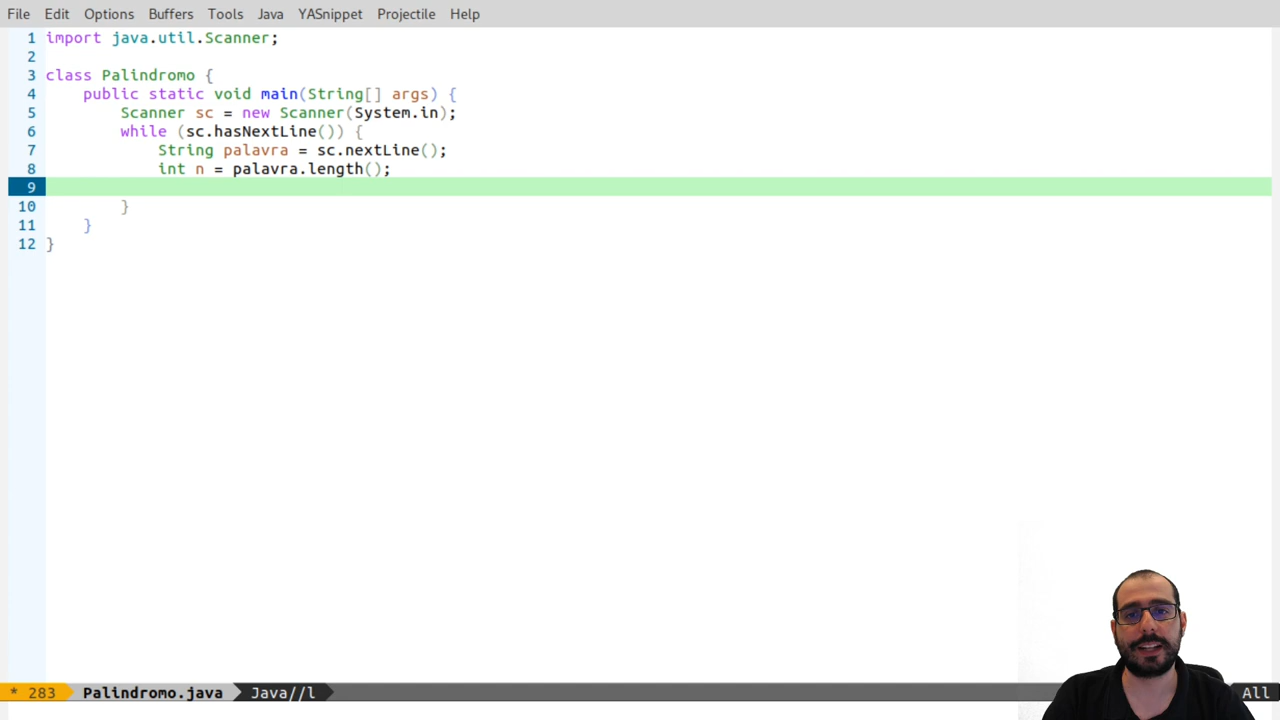 File Edit Options Buffers Tools Java YASnippet Projectile Help
1 import java.util.Scanner;
2
3 class Palindromo {
4 public static void main(String[] args) {
5 Scanner sc = new Scanner(System.in);
6 while (sc.hasNextLine()) {
7 String palavra = sc.nextLine();
8 int n = palavra.length();
9
10 }
11 }
12 }
* 283 Palindromo.java Java//l All